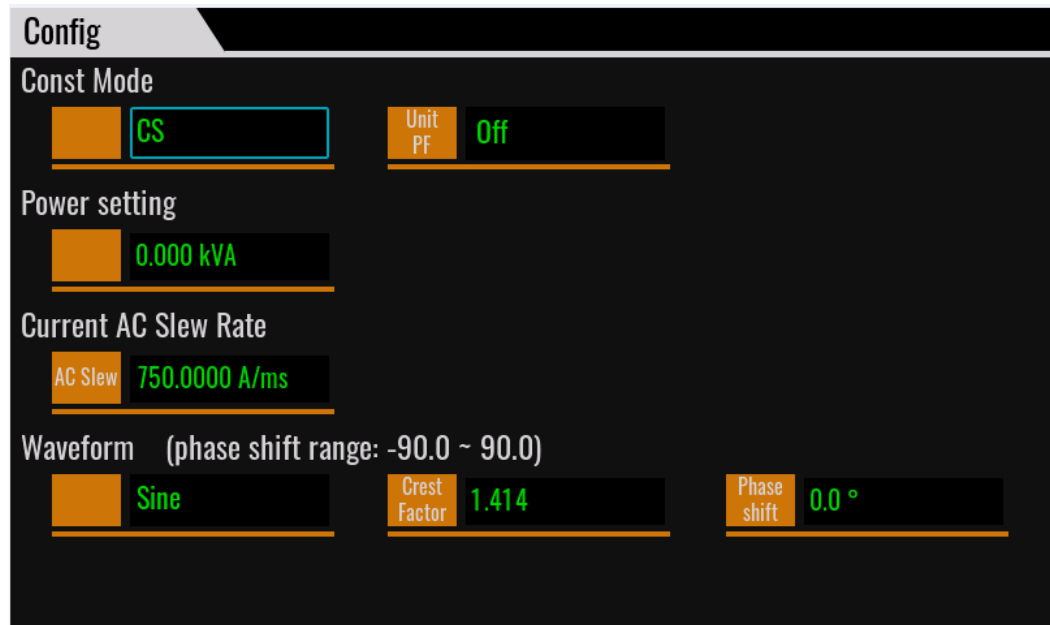 Config
Const Mode
CS
Unit PF
Off
Power setting
0.000 kVA
Current AC Slew Rate
AC Slew
750.0000 A/ms
Waveform (phase shift range: -90.0 ~ 90.0)
Sine
Crest Factor
1.414
Phase shift
0.0 °